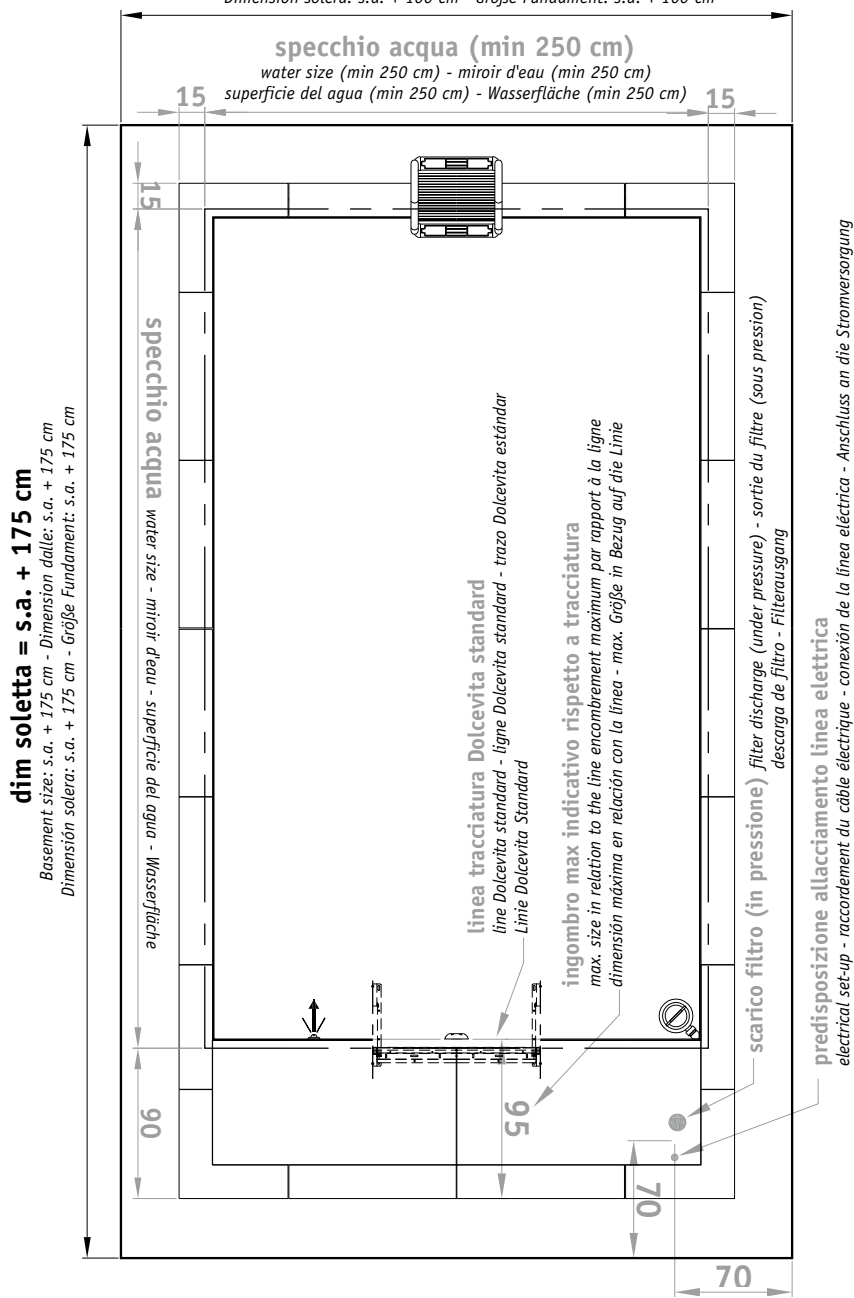 Dimensión solera: s.a. + 100 cm - Größe Fundament: s.a. + 100 cm
specchio acqua (min 250 cm)
water size (min 250 cm) - miroir d'eau (min 250 cm)
superficie del agua (min 250 cm) - Wasserfläche (min 250 cm)
15
15
15
dim soletta = s.a. + 175 cm
Basement size: s.a. + 175 cm - Dimension dalle: s.a. + 175 cm
Dimensión solera: s.a. + 175 cm - Größe Fundament: s.a. + 175 cm
specchio acqua water size - miroir d'eau - superficie del agua - Wasserfläche
linea tracciatura Dolcevita standard
line Dolcevita standard - ligne Dolcevita standard - trazo Dolcevita estándar
Linie Dolcevita Standard
ingombro max indicativo rispetto a tracciatura
max. size in relation to the line encombrement maximum par rapport à la ligne
dimensión máxima en relación con la línea - max. Größe in Bezug auf die Linie
scarico filtro (in pressione) filter discharge (under pressure) - sortie du filtre (sous pression)
descarga de filtro - Filterausgang
predisposizione allacciamento linea elettrica
electrical set-up - raccordement du câble électrique - conexión de la línea eléctrica - Anschluss an die Stromversorgung
90
95
70
70